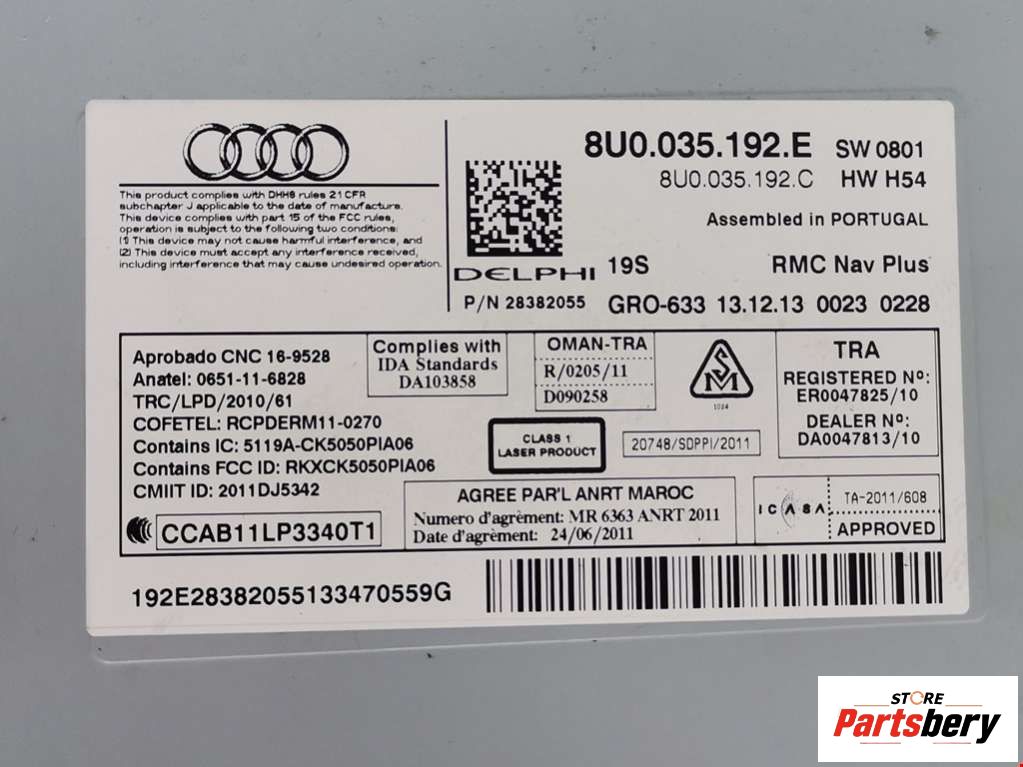 8U0.035.192.E SW 0801
8U0.035.192.C HW H54
Assembled in PORTUGAL
This product complies with DHHS rules 21 CFR
subchapter J applicable to the date of manufacture.
This device complies with part 15 of the FCC rules,
operation is subject to the following two conditions:
(1) This device may not cause harmful interference, and
(2) This device must accept any interference received,
including interference that may cause undesired operation.
DELPHI 19S RMC Nav Plus
P/N 28382055 GRO-633 13.12.13 0023 0228
Aprobado CNC 16-9528
Anatel: 0651-11-6828
TRC/LPD/2010/61
COFETEL: RCPDERM11-0270
Contains IC: 5119A-CK5050PIA06
Contains FCC ID: RKXCK5050PIA06
CMIIT ID: 2011DJ5342
CCAB11LP3340T1
Complies with
IDA Standards
DA103858
OMAN-TRA
R/0205/11
D090258
SM
1024
TRA
REGISTERED Nº:
ER0047825/10
DEALER Nº:
DA0047813/10
CLASS 1
LASER PRODUCT
20748/SDPPI/2011
AGREE PAR'L ANRT MAROC
Numero d'agrément: MR 6363 ANRT 2011
Date d'agrément: 24/06/2011
ICASA
TA-2011/608
APPROVED
192E28382055133470559G
STORE
Partsbery